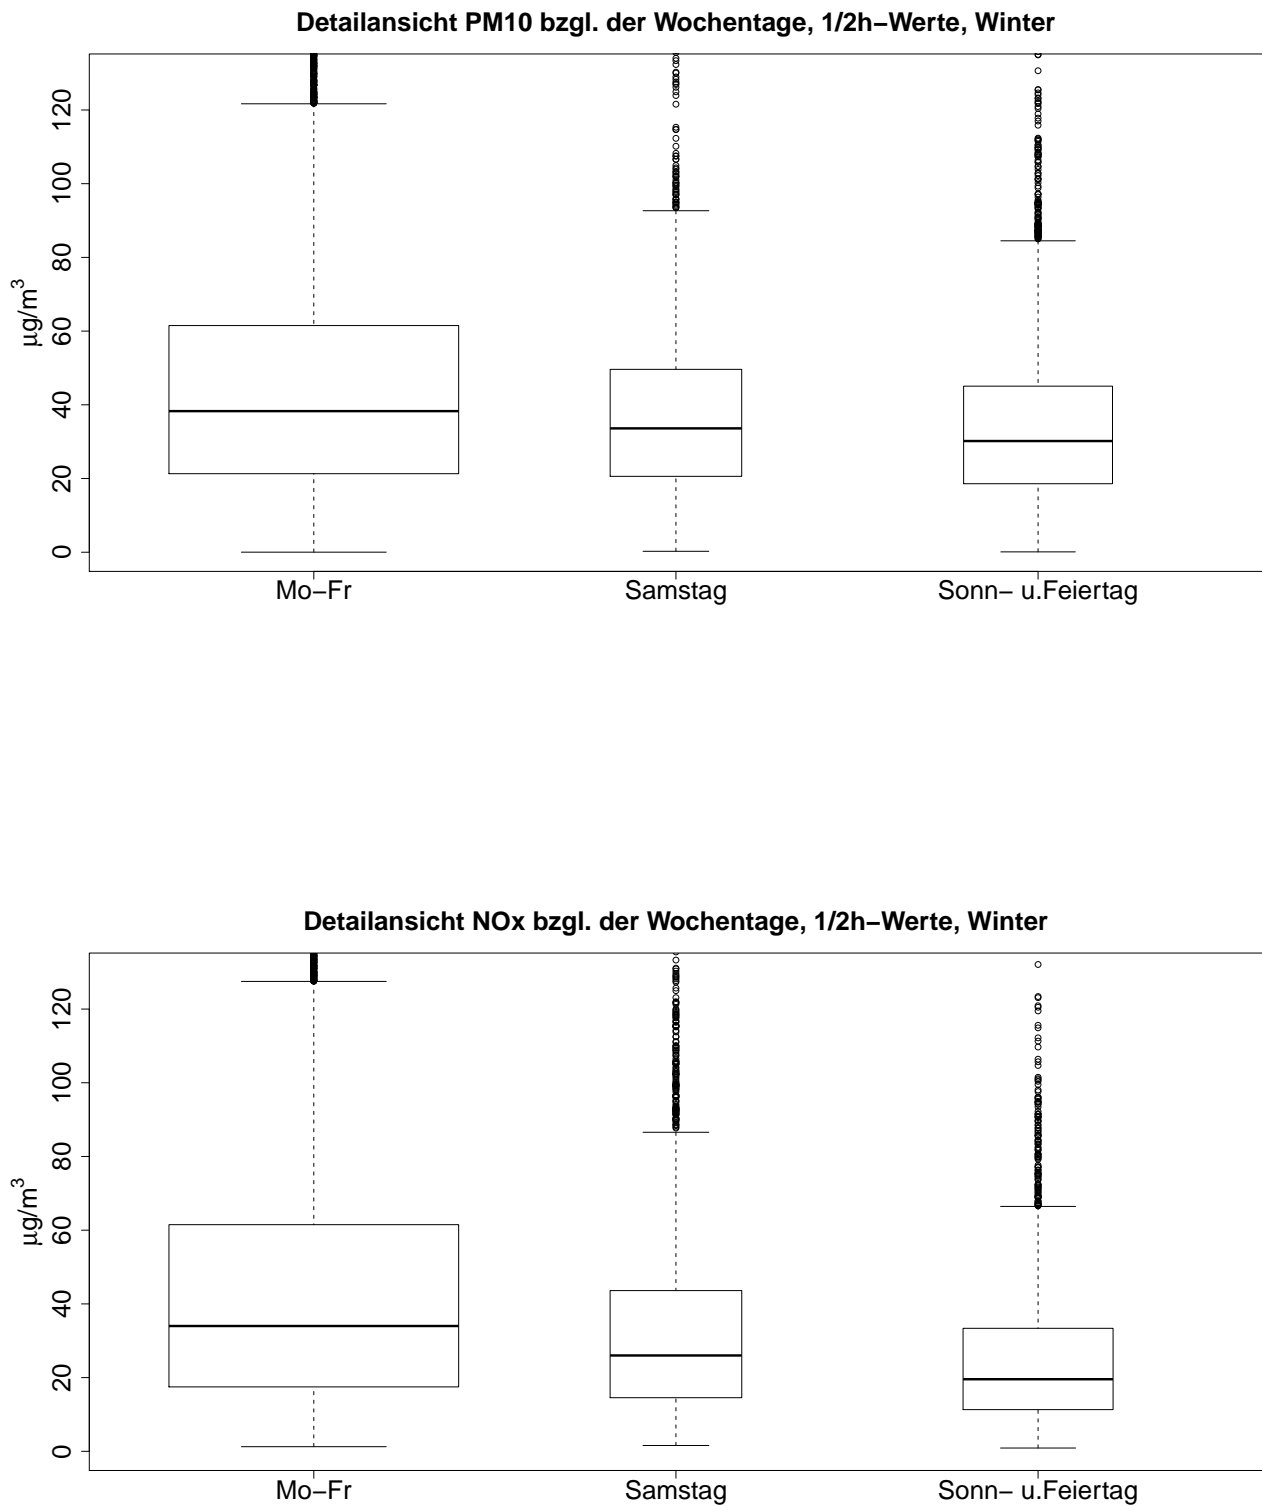 Detailansicht PM10 bzgl. der Wochentage, 1/2h−Werte, Winter
120
100
80
60
40
20
0
µg/m³
Mo−Fr Samstag Sonn− u.Feiertag
Detailansicht NOx bzgl. der Wochentage, 1/2h−Werte, Winter
120
100
80
60
40
20
0
µg/m³
Mo−Fr Samstag Sonn− u.Feiertag